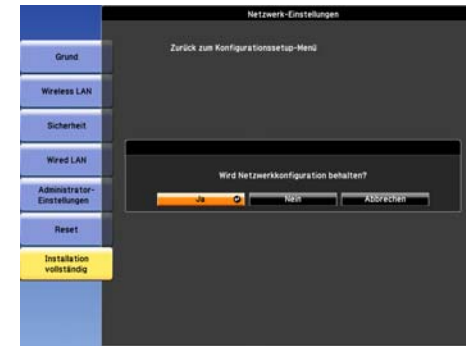 Netzwerk-Einstellungen
Zurück zum Konfigurationssetup-Menü
Grund
Wireless LAN
Sicherheit
Wired LAN
Administrator-
Einstellungen
Reset
Installation
vollständig
Wird Netzwerkkonfiguration behalten?
Ja Nein Abbrechen